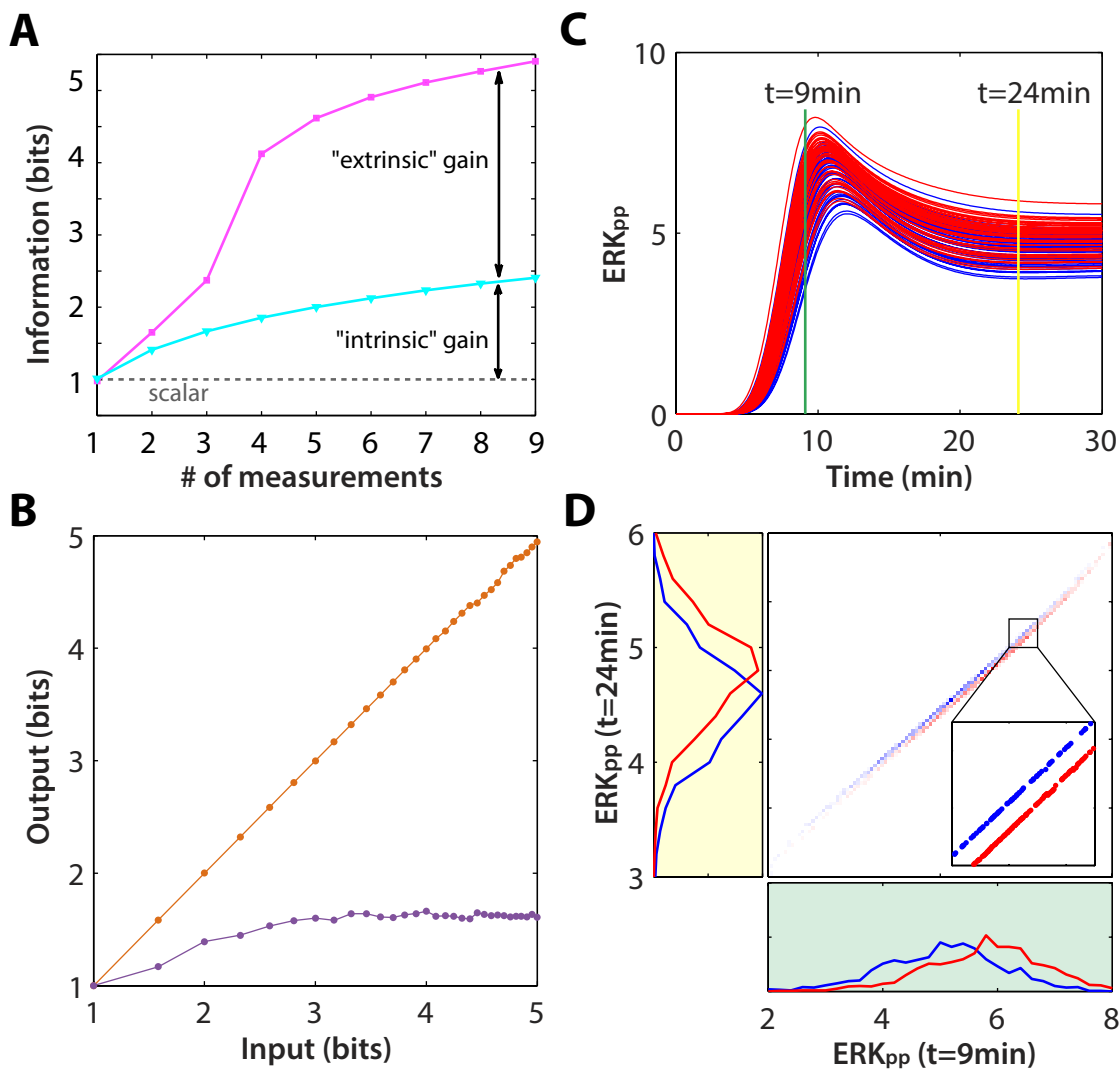 A
Information (bits)
5
4
3
2
1
"extrinsic" gain
"intrinsic" gain
scalar
1 2 3 4 5 6 7 8 9
# of measurements
B
Output (bits)
5
4
3
2
1
1 2 3 4 5
Input (bits)
C
ERKpp
10
5
0
t=9min
t=24min
0 10 20 30
Time (min)
D
ERKpp (t=24min)
6
5
4
3
2 4 6 8
ERKpp (t=9min)